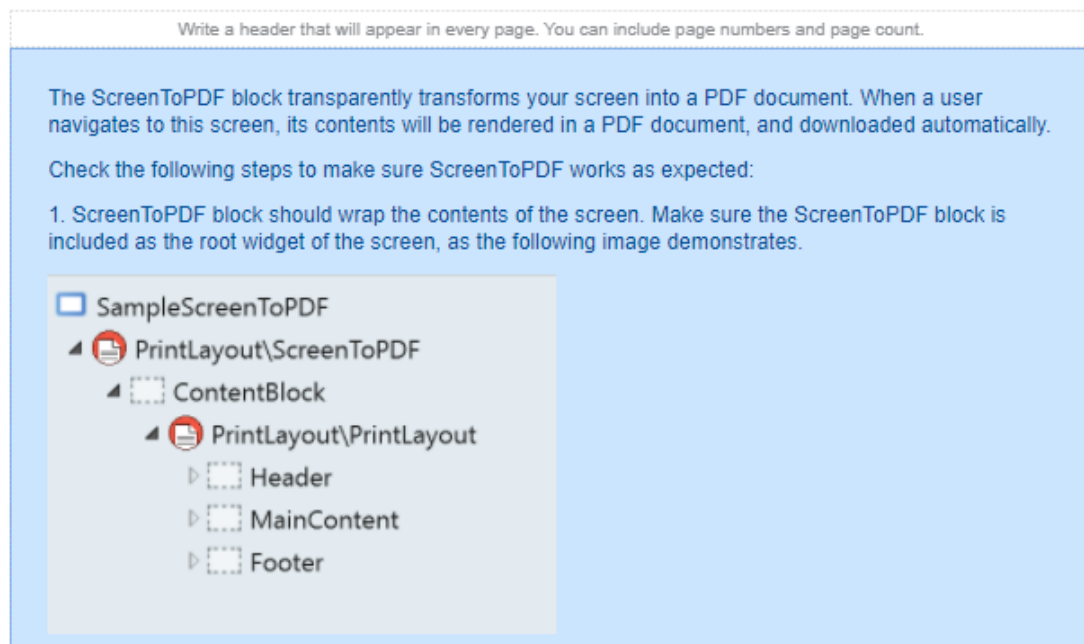 Write a header that will appear in every page. You can include page numbers and page count.
The ScreenToPDF block transparently transforms your screen into a PDF document. When a user
navigates to this screen, its contents will be rendered in a PDF document, and downloaded automatically.
Check the following steps to make sure ScreenToPDF works as expected:
1. ScreenToPDF block should wrap the contents of the screen. Make sure the ScreenToPDF block is
included as the root widget of the screen, as the following image demonstrates.
SampleScreenToPDF
PrintLayout\ScreenToPDF
ContentBlock
PrintLayout\PrintLayout
Header
MainContent
Footer